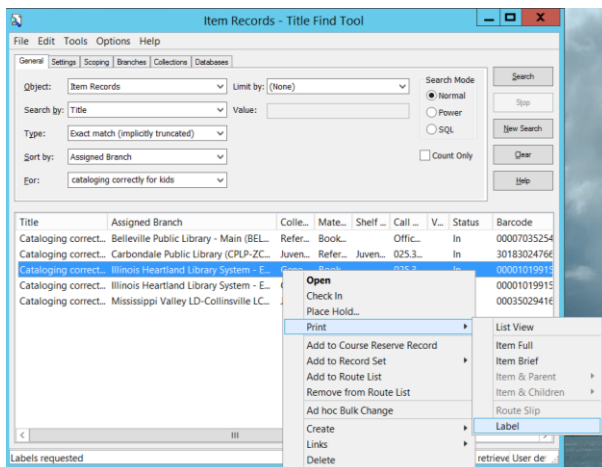 Item Records - Title Find Tool
File Edit Tools Options Help
General Settings Scoping Branches Collections Databases
Object: Item Records Limit by: (None) Search Mode
Normal
Search by: Title Value:
Power
Type: Exact match (implicitly truncated)
SQL
Sort by: Assigned Branch
Count Only
For: cataloging correctly for kids
Search
Stop
New Search
Clear
Help
Title Assigned Branch Colle... Mate... Shelf ... Call ... V... Status Barcode
Cataloging correct... Belleville Public Library - Main (BEL... Refer... Book... Offic... In 00007035254
Cataloging correct... Carbondale Public Library (CPLP-ZC... Juven... Refer... Juven... 025.3... In 30183024766
Cataloging correct... Illinois Heartland Library System - E... Book... 025.3... In 00001019915
Cataloging correct... Illinois Heartland Library System - E... 00001019915
Cataloging correct... Mississippi Valley LD-Collinsville LC... 00035029416
Open
Check In
Place Hold...
Print
Add to Course Reserve Record
Add to Record Set
Add to Route List
Remove from Route List
Ad hoc Bulk Change
Create
Links
Delete
List View
Item Full
Item Brief
Item & Parent
Item & Children
Route Slip
Label
Labels requested
retrieve User de